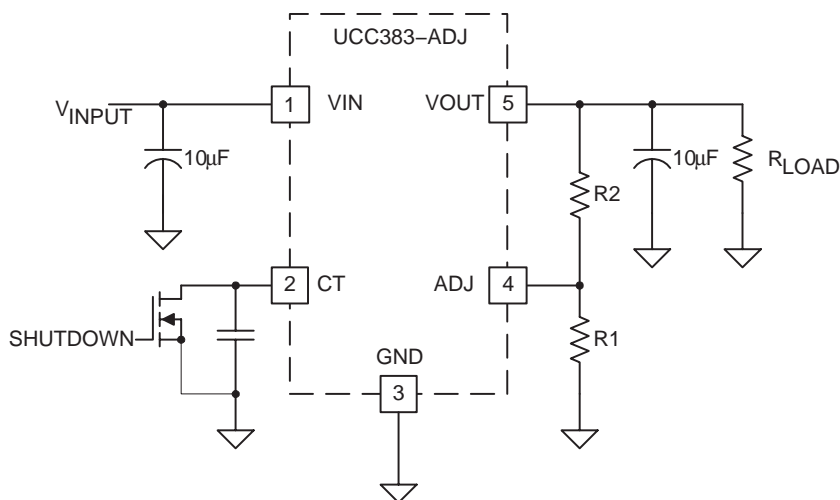 UCC383–ADJ
VINPUT
1
VIN
VOUT
5
10µF
10µF
RLOAD
R2
2
CT
ADJ
4
SHUTDOWN
R1
GND
3